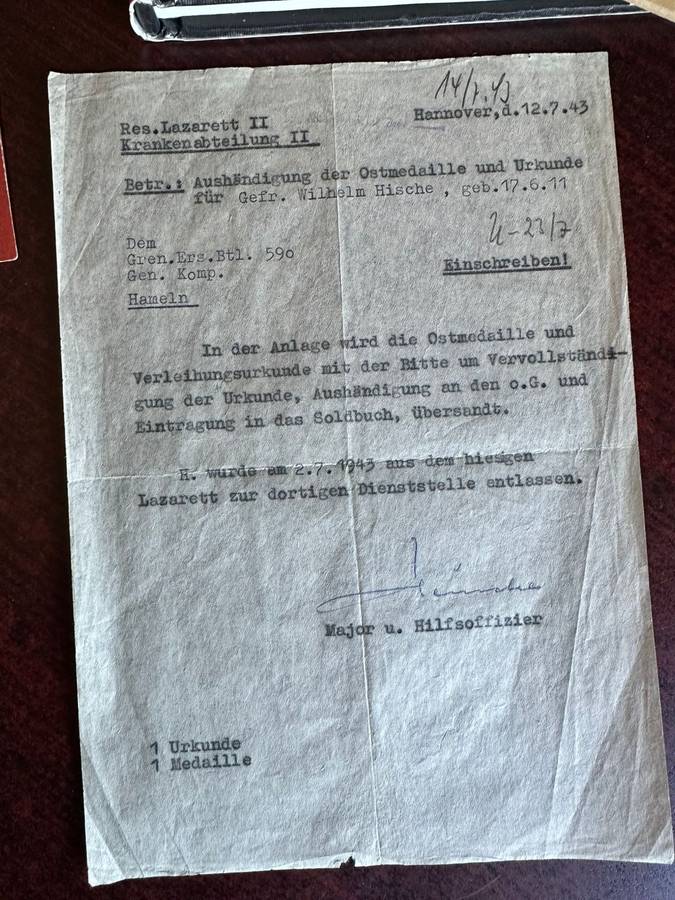 14/7.43
Hannover,d.12.7.43
Res.Lazarett II
Krankenabteilung II
Betr.: Aushändigung der Ostmedaille und Urkunde
für Gefr. Wilhelm Hische , geb.17.6.11
23/7
Dem
Gren.Ers.Btl. 590
Gen. Komp.
Einschreiben!
Hameln
In der Anlage wird die Ostmedaille und
Verleihungsurkunde mit der Bitte um Vervollständi-
gung der Urkunde, Aushändigung an den o.G. und
Eintragung in das Soldbuch, übersandt.
H. wurde am 2.7.1943 aus dem hiesigen
Lazarett zur dortigen Dienststelle entlassen.
Major u. Hilfsoffizier
1 Urkunde
1 Medaille